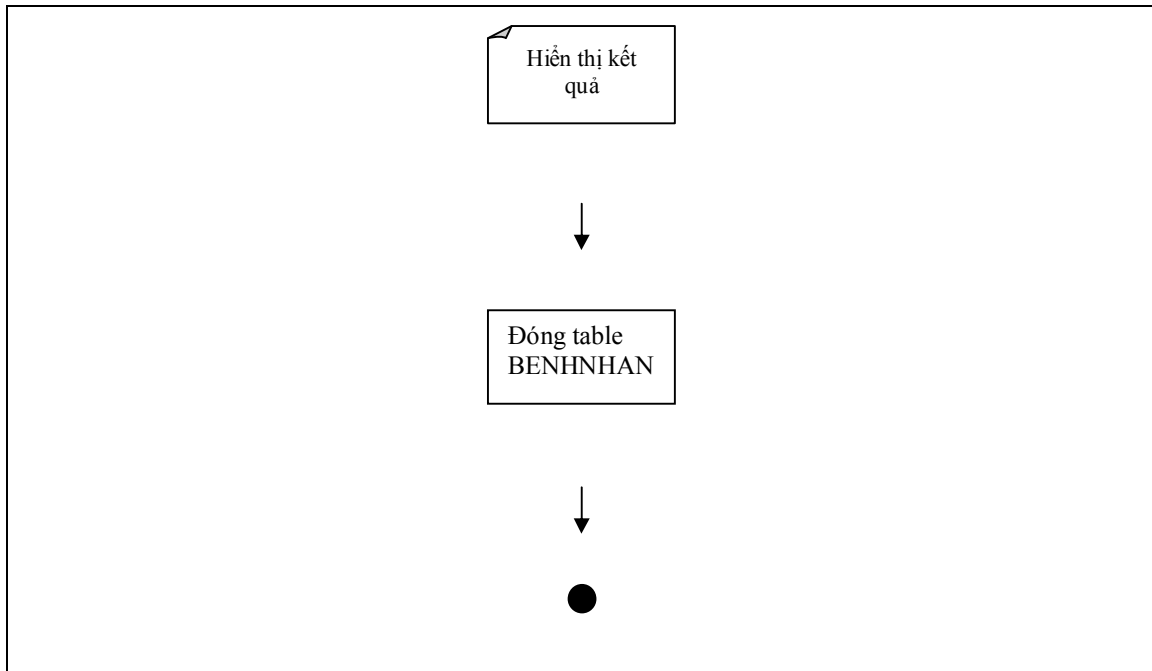 Hiển thị kết
quả
Đóng table
BENHNHAN